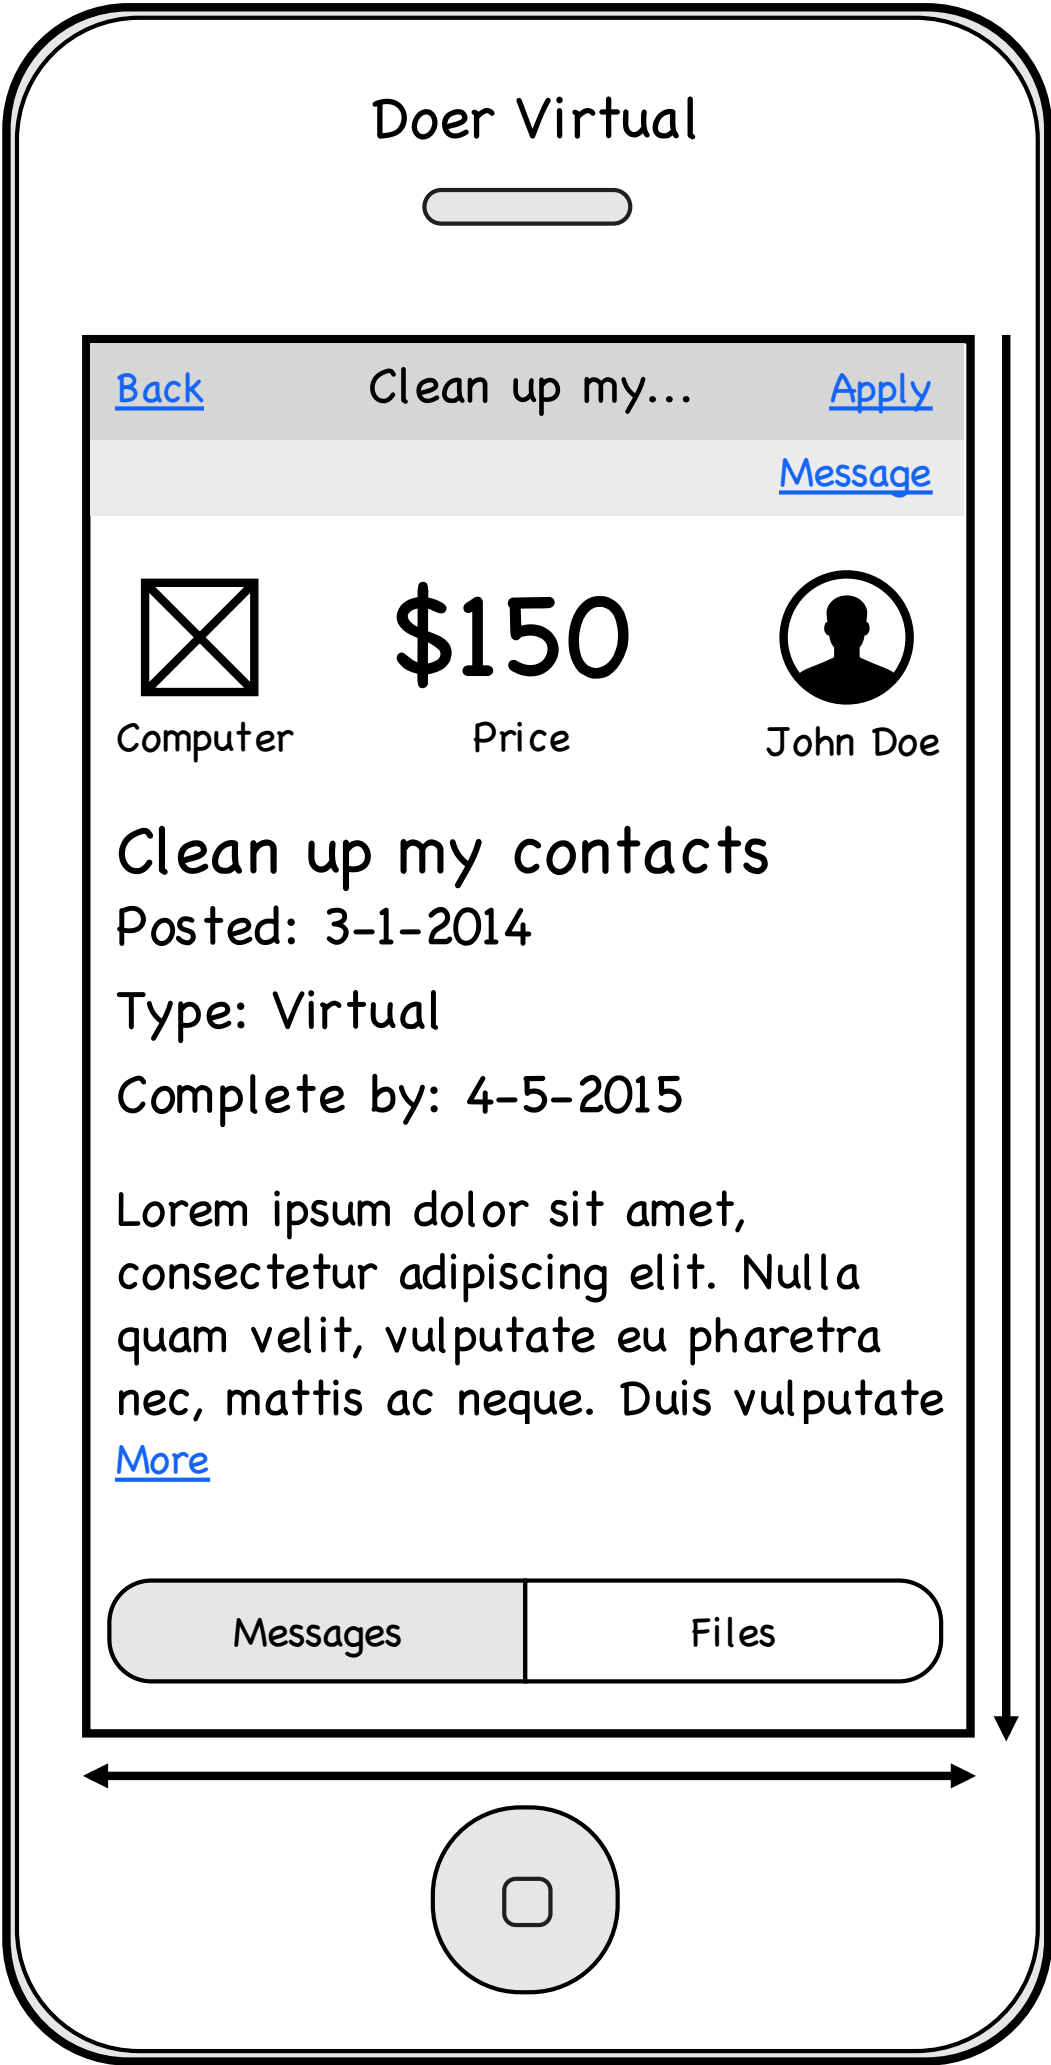 Doer Virtual
Back Clean up my... Apply
Message
$150
Computer Price John Doe
Clean up my contacts
Posted: 3-1-2014
Type: Virtual
Complete by: 4-5-2015
Lorem ipsum dolor sit amet,
consectetur adipiscing elit. Nulla
quam velit, vulputate eu pharetra
nec, mattis ac neque. Duis vulputate
More
Messages Files